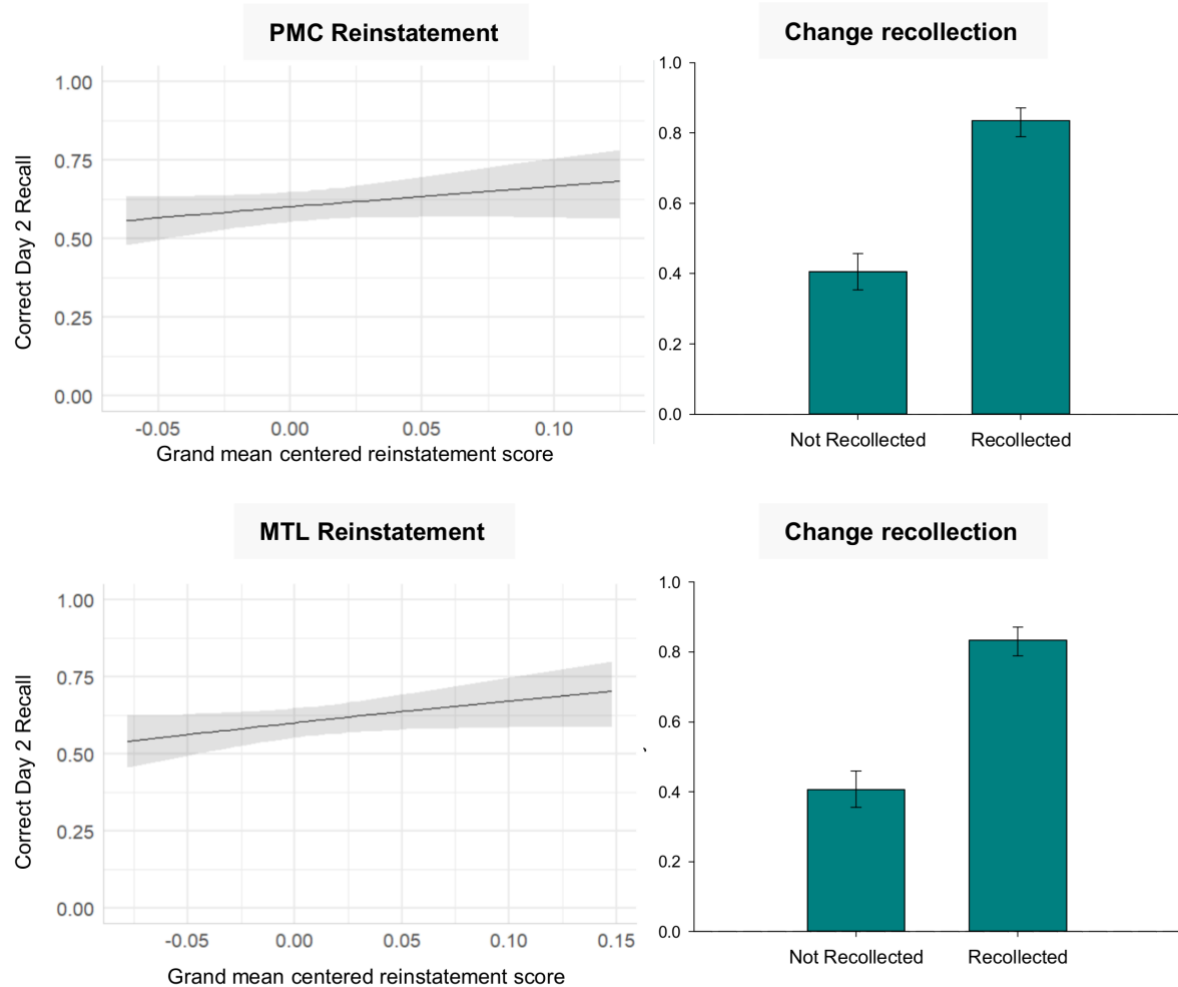 PMC Reinstatement
Change recollection
Correct Day 2 Recall
1.00
0.75
0.50
0.25
0.00
-0.05
0.00
0.05
0.10
Grand mean centered reinstatement score
1.0
0.8
0.6
0.4
0.2
0.0
Not Recollected
Recollected
MTL Reinstatement
Change recollection
Correct Day 2 Recall
1.00
0.75
0.50
0.25
0.00
-0.05
0.00
0.05
0.10
0.15
Grand mean centered reinstatement score
1.0
0.8
0.6
0.4
0.2
0.0
Not Recollected
Recollected